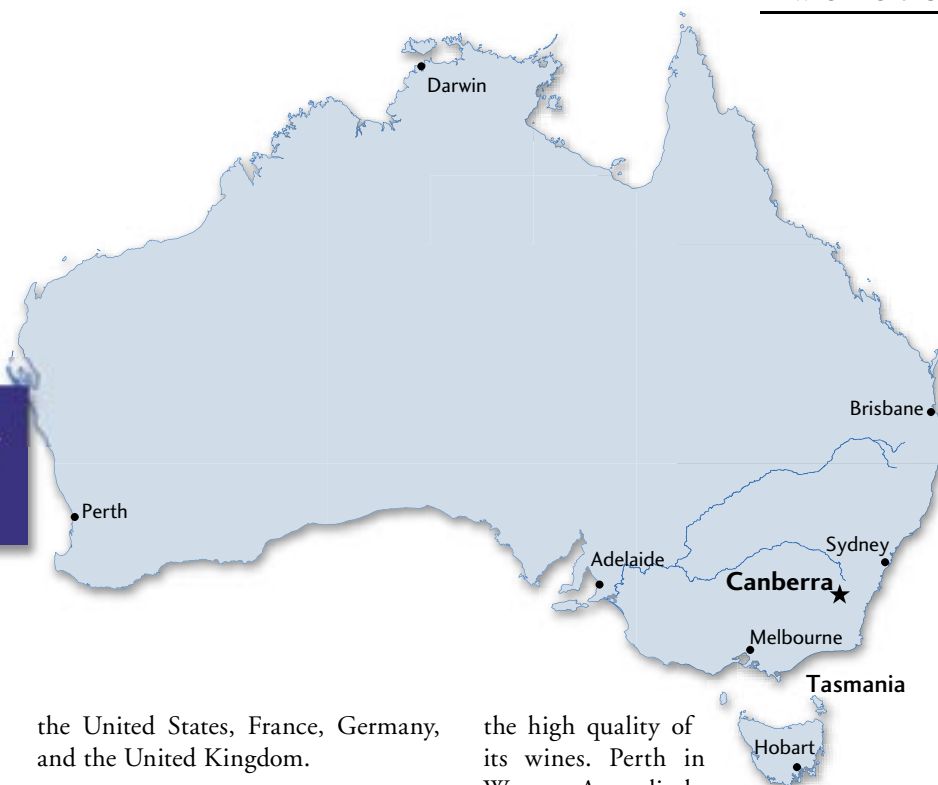 Darwin
Brisbane
Perth
Sydney
Adelaide
Canberra
Melbourne
Tasmania
Hobart
the United States, France, Germany,
and the United Kingdom.
the high quality of
its wines. Perth in